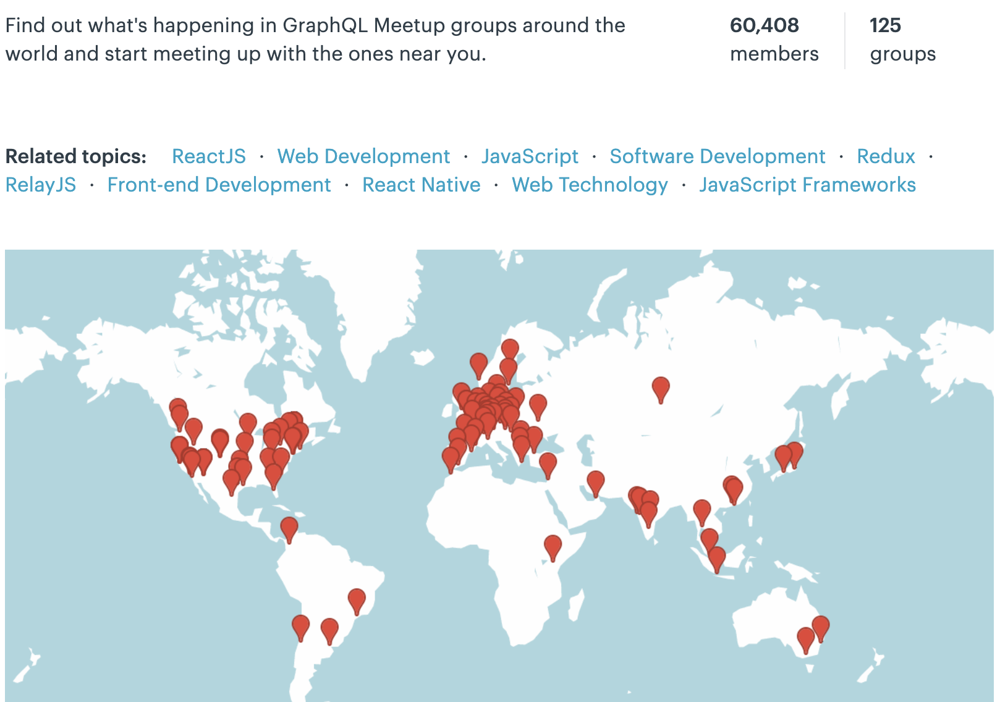 Find out what's happening in GraphQL Meetup groups around the
world and start meeting up with the ones near you.
60,408
members
125
groups
Related topics: ReactJS · Web Development · JavaScript · Software Development · Redux ·
RelayJS · Front-end Development · React Native · Web Technology · JavaScript Frameworks